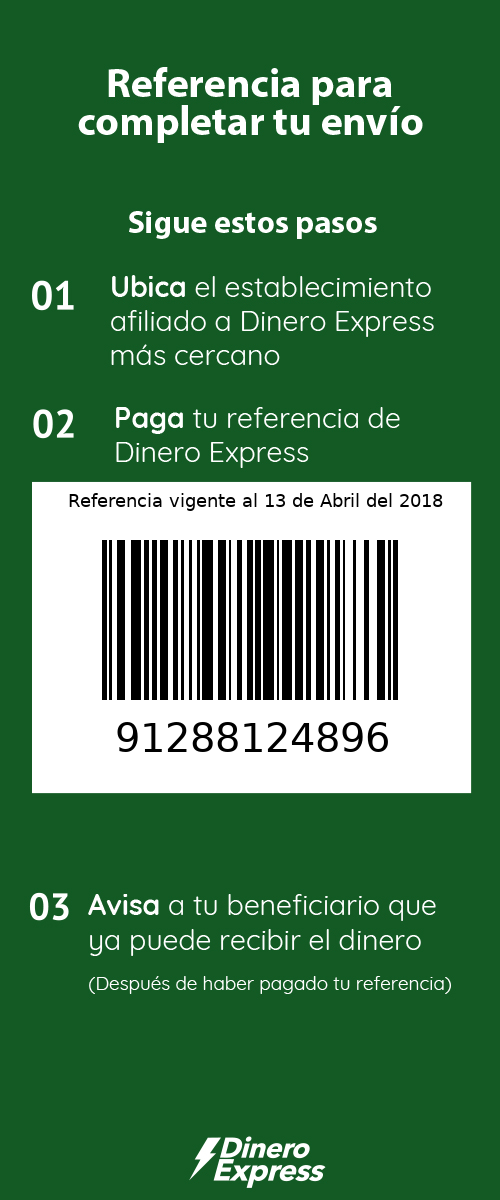 Referencia para
completar tu envío
Sigue estos pasos
01
Ubica el establecimiento
afiliado a Dinero Express
más cercano
02
Paga tu referencia de
Dinero Express
Referencia vigente al 13 de Abril del 2018
91288124896
03
Avisa a tu beneficiario que
ya puede recibir el dinero
(Después de haber pagado tu referencia)
Dinero
Express